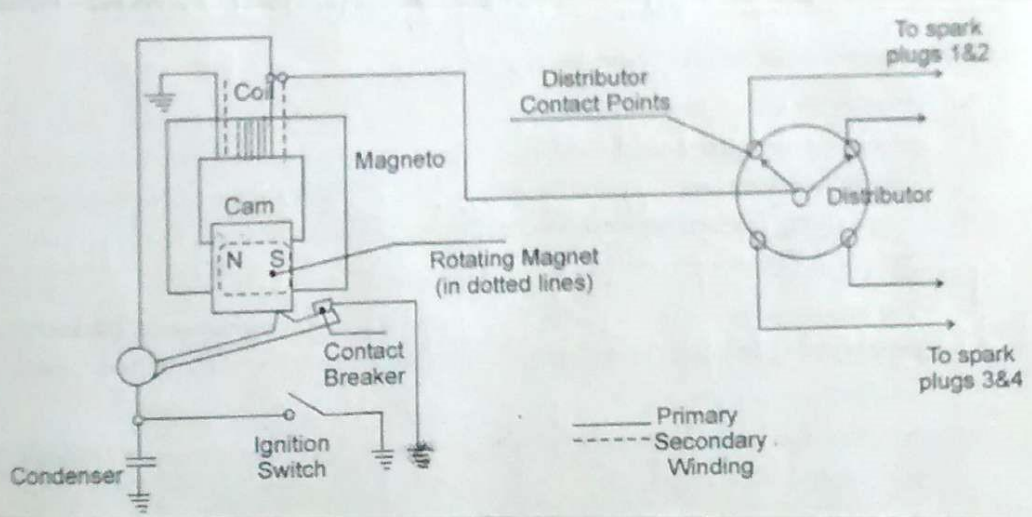 To spark
plugs 1&2
Coil
Distributor
Contact Points
Magneto
Cam
Distributor
N S
Rotating Magnet
(in dotted lines)
Contact
Breaker
To spark
plugs 3&4
Primary
Secondary
Winding
Ignition
Switch
Condenser